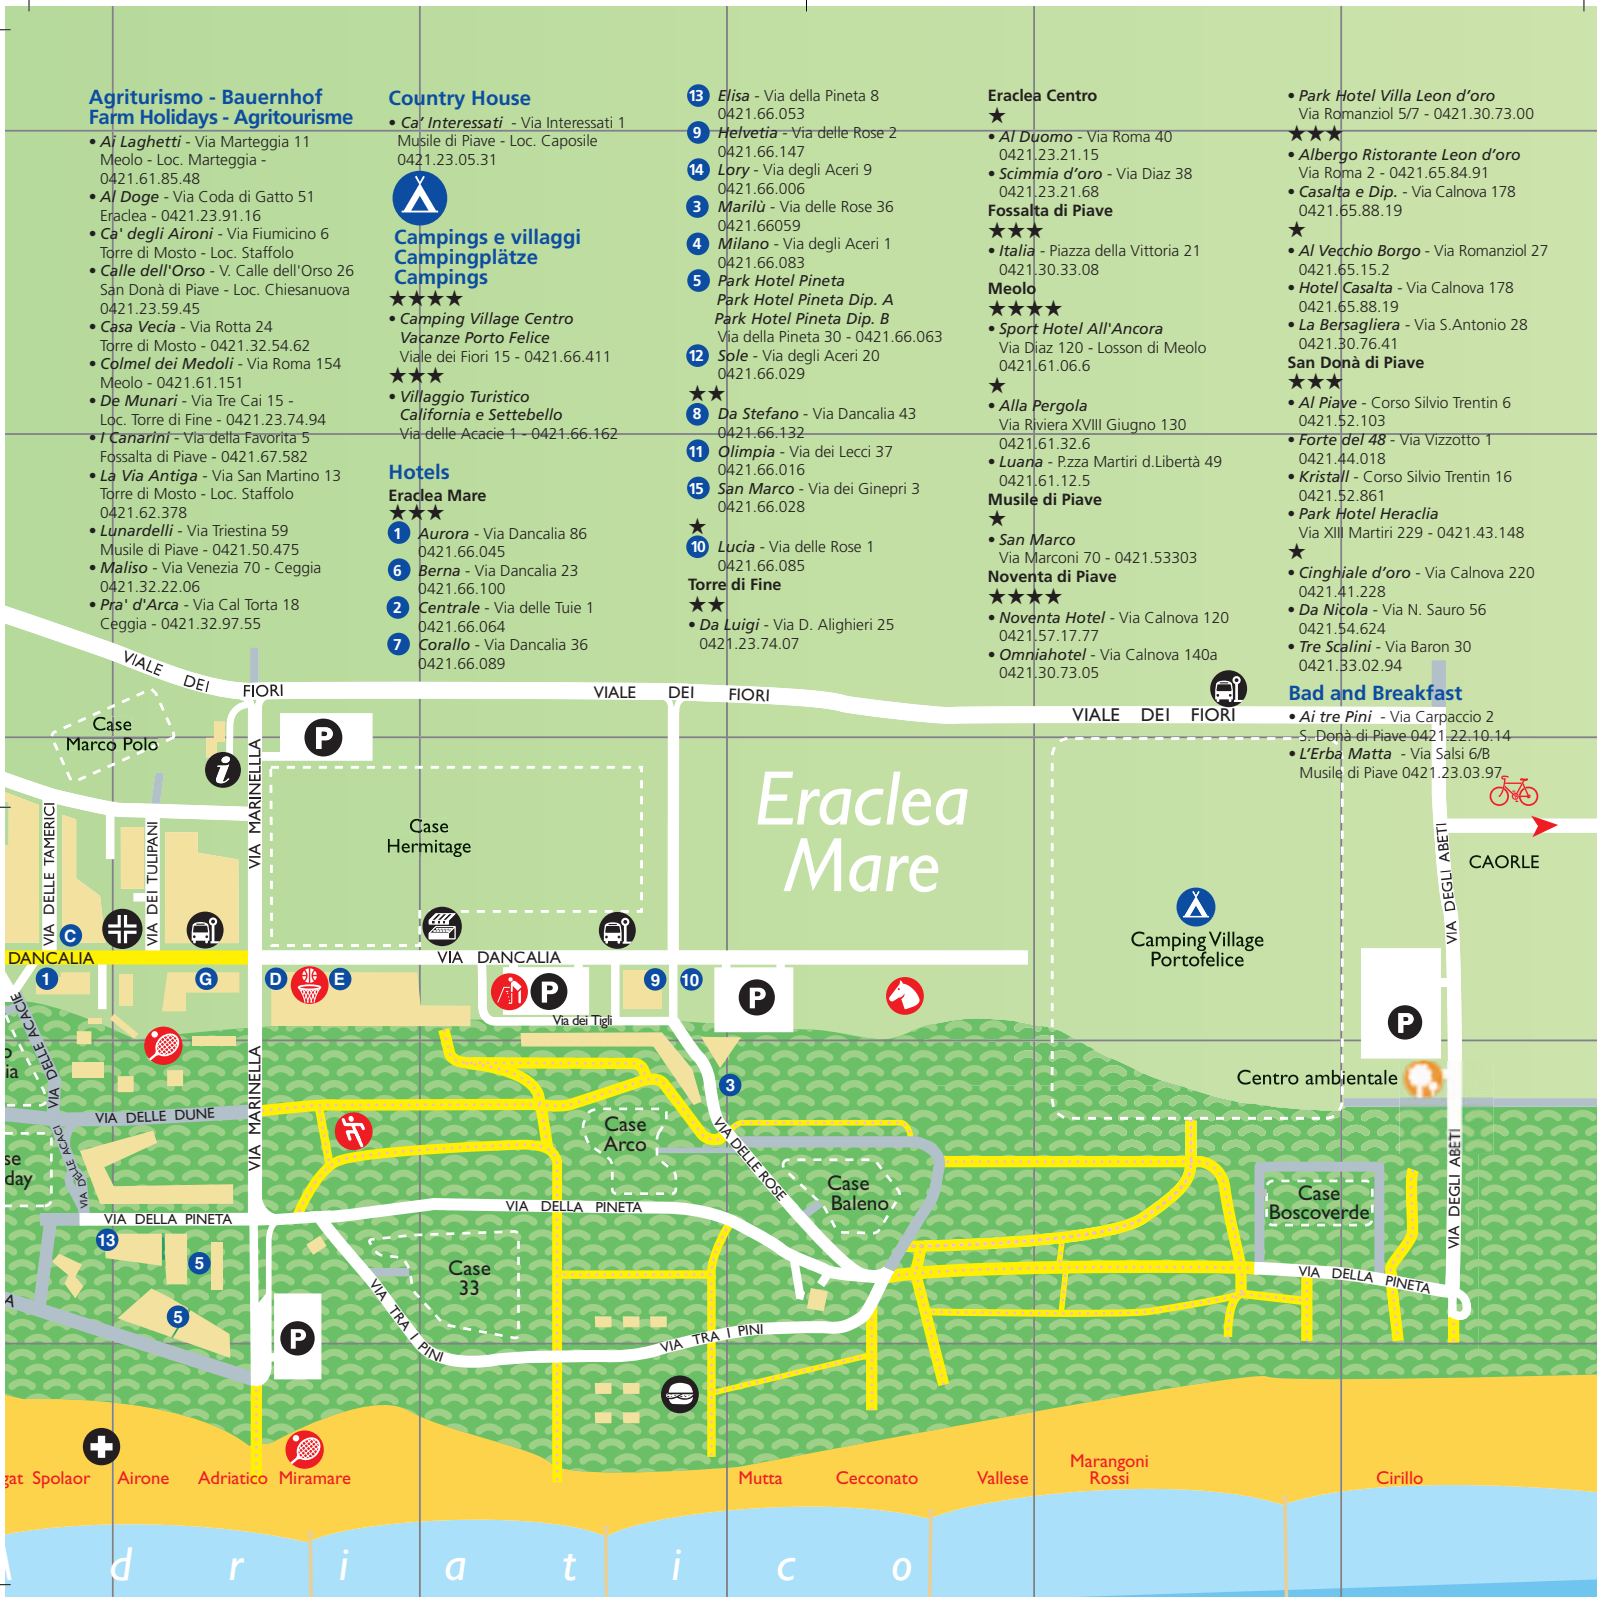 Agriturismo - Bauernhof
Farm Holidays - Agritourisme
• Ai Laghetti - Via Marteggia 11
Meolo - Loc. Marteggia -
0421.61.85.48
• Al Doge - Via Coda di Gatto 51
Eraclea - 0421.23.91.16
• Ca' degli Aironi - Via Fiumicino 6
Torre di Mosto - Loc. Staffolo
• Calle dell'Orso - V. Calle dell'Orso 26
San Donà di Piave - Loc. Chiesanuova
0421.23.59.45
• Casa Vecia - Via Rotta 24
Torre di Mosto - 0421.32.54.62
• Colmel dei Medoli - Via Roma 154
Meolo - 0421.61.151
• De Munari - Via Tre Cai 15 -
Loc. Torre di Fine - 0421.23.74.94
• I Canarini - Via della Favorita 5
Fossalta di Piave - 0421.67.582
• La Via Antiga - Via San Martino 13
Torre di Mosto - Loc. Staffolo
0421.62.378
• Lunardelli - Via Triestina 59
Musile di Piave - 0421.50.475
• Maliso - Via Venezia 70 - Ceggia
0421.32.22.06
• Pra' d'Arca - Via Cal Torta 18
Ceggia - 0421.32.97.55
Country House
• Ca' Interessati - Via Interessati 1
Musile di Piave - Loc. Caposile
0421.23.05.31
Campings e villaggi
Campingplätze
Campings
★★★★
• Camping Village Centro
Vacanze Porto Felice
Viale dei Fiori 15 - 0421.66.411
★★★
• Villaggio Turistico
California e Settebello
Via delle Acacie 1 - 0421.66.162
Hotels
Eraclea Mare
★★★
1 Aurora - Via Dancalia 86
0421.66.045
6 Berna - Via Dancalia 23
0421.66.100
2 Centrale - Via delle Tuie 1
0421.66.064
7 Corallo - Via Dancalia 36
0421.66.089
13 Elisa - Via della Pineta 8
0421.66.053
9 Helvetia - Via delle Rose 2
0421.66.147
14 Lory - Via degli Aceri 9
0421.66.006
3 Marilù - Via delle Rose 36
0421.66059
4 Milano - Via degli Aceri 1
0421.66.083
5 Park Hotel Pineta
Park Hotel Pineta Dip. A
Park Hotel Pineta Dip. B
Via della Pineta 30 - 0421.66.063
12 Sole - Via degli Aceri 20
0421.66.029
★★
8 Da Stefano - Via Dancalia 43
0421.66.132
11 Olimpia - Via dei Lecci 37
0421.66.016
15 San Marco - Via dei Ginepri 3
0421.66.028
★
10 Lucia - Via delle Rose 1
0421.66.085
Torre di Fine
★★
• Da Luigi - Via D. Alighieri 25
0421.23.74.07
Eraclea Centro
★
• Al Duomo - Via Roma 40
0421.23.21.15
• Scimmia d'oro - Via Diaz 38
0421.23.21.68
Fossalta di Piave
★★★
• Italia - Piazza della Vittoria 21
0421.30.33.08
Meolo
★★★★
• Sport Hotel All'Ancora
Via Diaz 120 - Losson di Meolo
0421.61.06.6
★
• Alla Pergola
Via Riviera XVIII Giugno 130
0421.61.32.6
• Luana - P.zza Martiri d.Libertà 49
0421.61.12.5
Musile di Piave
★
• San Marco
Via Marconi 70 - 0421.53303
Noventa di Piave
★★★★
• Noventa Hotel - Via Calnova 120
0421.57.17.77
• Omniahotel - Via Calnova 140a
0421.30.73.05
• Park Hotel Villa Leon d'oro
Via Romanziol 5/7 - 0421.30.73.00
★★★
• Albergo Ristorante Leon d'oro
Via Roma 2 - 0421.65.84.91
• Casalta e Dip. - Via Calnova 178
0421.65.88.19
★
• Al Vecchio Borgo - Via Romanziol 27
0421.65.15.2
• Hotel Casalta - Via Calnova 178
0421.65.88.19
• La Bersagliera - Via S.Antonio 28
0421.30.76.41
San Donà di Piave
★★★
• Al Piave - Corso Silvio Trentin 6
0421.52.103
• Forte del 48 - Via Vizzotto 1
0421.44.018
• Kristall - Corso Silvio Trentin 16
0421.52.861
• Park Hotel Heraclia
Via XIII Martiri 229 - 0421.43.148
★
• Cinghiale d'oro - Via Calnova 220
0421.41.228
• Da Nicola - Via N. Sauro 56
0421.54.624
• Tre Scalini - Via Baron 30
0421.33.02.94
Bad and Breakfast
• Ai tre Pini - Via Carpaccio 2
S. Donà di Piave 0421.22.10.14
• L'Erba Matta - Via Salsi 6/B
Musile di Piave 0421.23.03.97
VIALE DEI FIORI
VIALE DEI FIORI
VIALE DEI FIORI
Case
Marco Polo
P
i
VIA MARINELLLA
Case
Hermitage
Eraclea
Mare
CAORLE
VIA DEGLI ABETI
VIA DELLE TAMERICI
VIA DEI TULIPANI
C
Camping Village
Portofelice
DANCALIA
VIA DANCALIA
1
G
D
E
P
9
10
P
P
Via dei Tigli
VIA DELLE ACACIE
VIA DELLE ACACI
VIA MARINELLA
3
Centro ambientale
o
ia
VIA DELLE DUNE
Case
Arco
VIA DELLE ROSE
VIA DEGLI ABETI
se
day
VIA DELLE ACACI
Case
Baleno
Case
Boscoverde
VIA DELLA PINETA
VIA DELLA PINETA
13
5
Case
33
VIA DELLA PINETA
A
5
P
VIA TRA I PINI
VIA TRA I PINI
gat Spolaor Airone Adriatico Miramare Mutta Cecconato Vallese
Marangoni
Rossi
Cirillo
d r i a t i c o